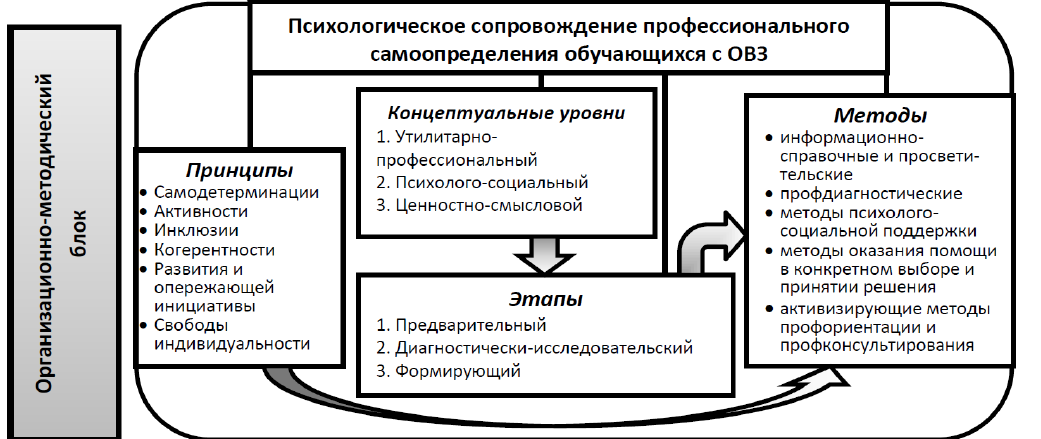 Организационно-методический
блок
Психологическое сопровождение профессионального
самоопределения обучающихся с ОВЗ
Принципы
• Самодетерминации
• Активности
• Инклюзии
• Когерентности
• Развития и
опережающей
инициативы
• Свободы
индивидуальности
Концептуальные уровни
1. Утилитарно-
профессиональный
2. Психолого-социальный
3. Ценностно-смысловой
Этапы
1. Предварительный
2. Диагностически-исследовательский
3. Формирующий
Методы
• информационно-
справочные и просвети-
тельские
• профдиагностические
• методы психолого-
социальной поддержки
• методы оказания помощи
в конкретном выборе и
принятии решения
• активизирующие методы
профориентации и
профконсультирования